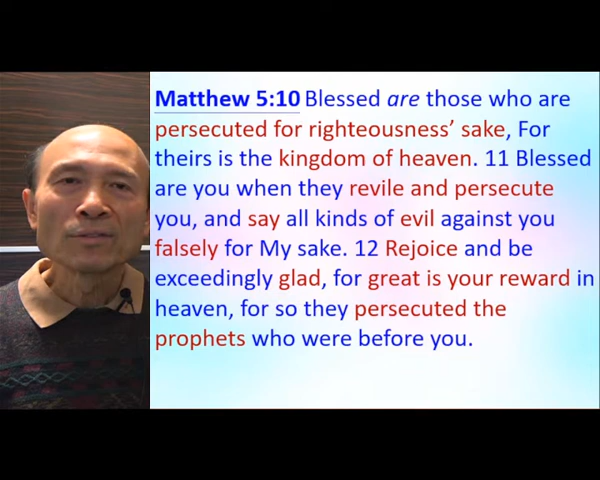 Matthew 5:10 Blessed are those who are
persecuted for righteousness’ sake, For
theirs is the kingdom of heaven. 11 Blessed
are you when they revile and persecute
you, and say all kinds of evil against you
falsely for My sake. 12 Rejoice and be
exceedingly glad, for great is your reward in
heaven, for so they persecuted the
prophets who were before you.